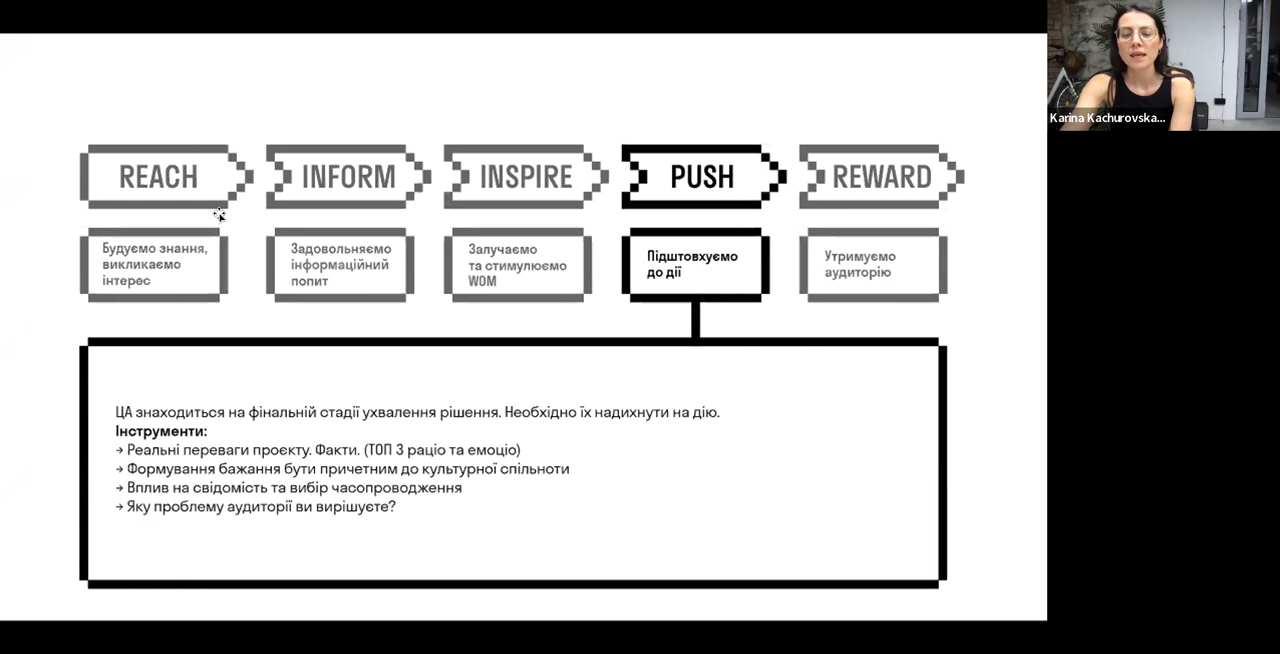 Karina Kachurovska...
REACH
INFORM
INSPIRE
PUSH
REWARD
Будуємо знання,
викликаємо
інтерес
Задовольняємо
інформаційний
попит
Залучаємо
та стимулюємо
WOM
Підштовхуємо
до дії
Утримуємо
аудиторію
ЦА знаходиться на фінальній стадії ухвалення рішення. Необхідно їх надихнути на дію.
Інструменти:
→ Реальні переваги проєкту. Факти. (ТОП 3 раціо та емоціо)
→ Формування бажання бути причетним до культурної спільноти
→ Вплив на свідомість та вибір часопроводження
→ Яку проблему аудиторії ви вирішуєте?